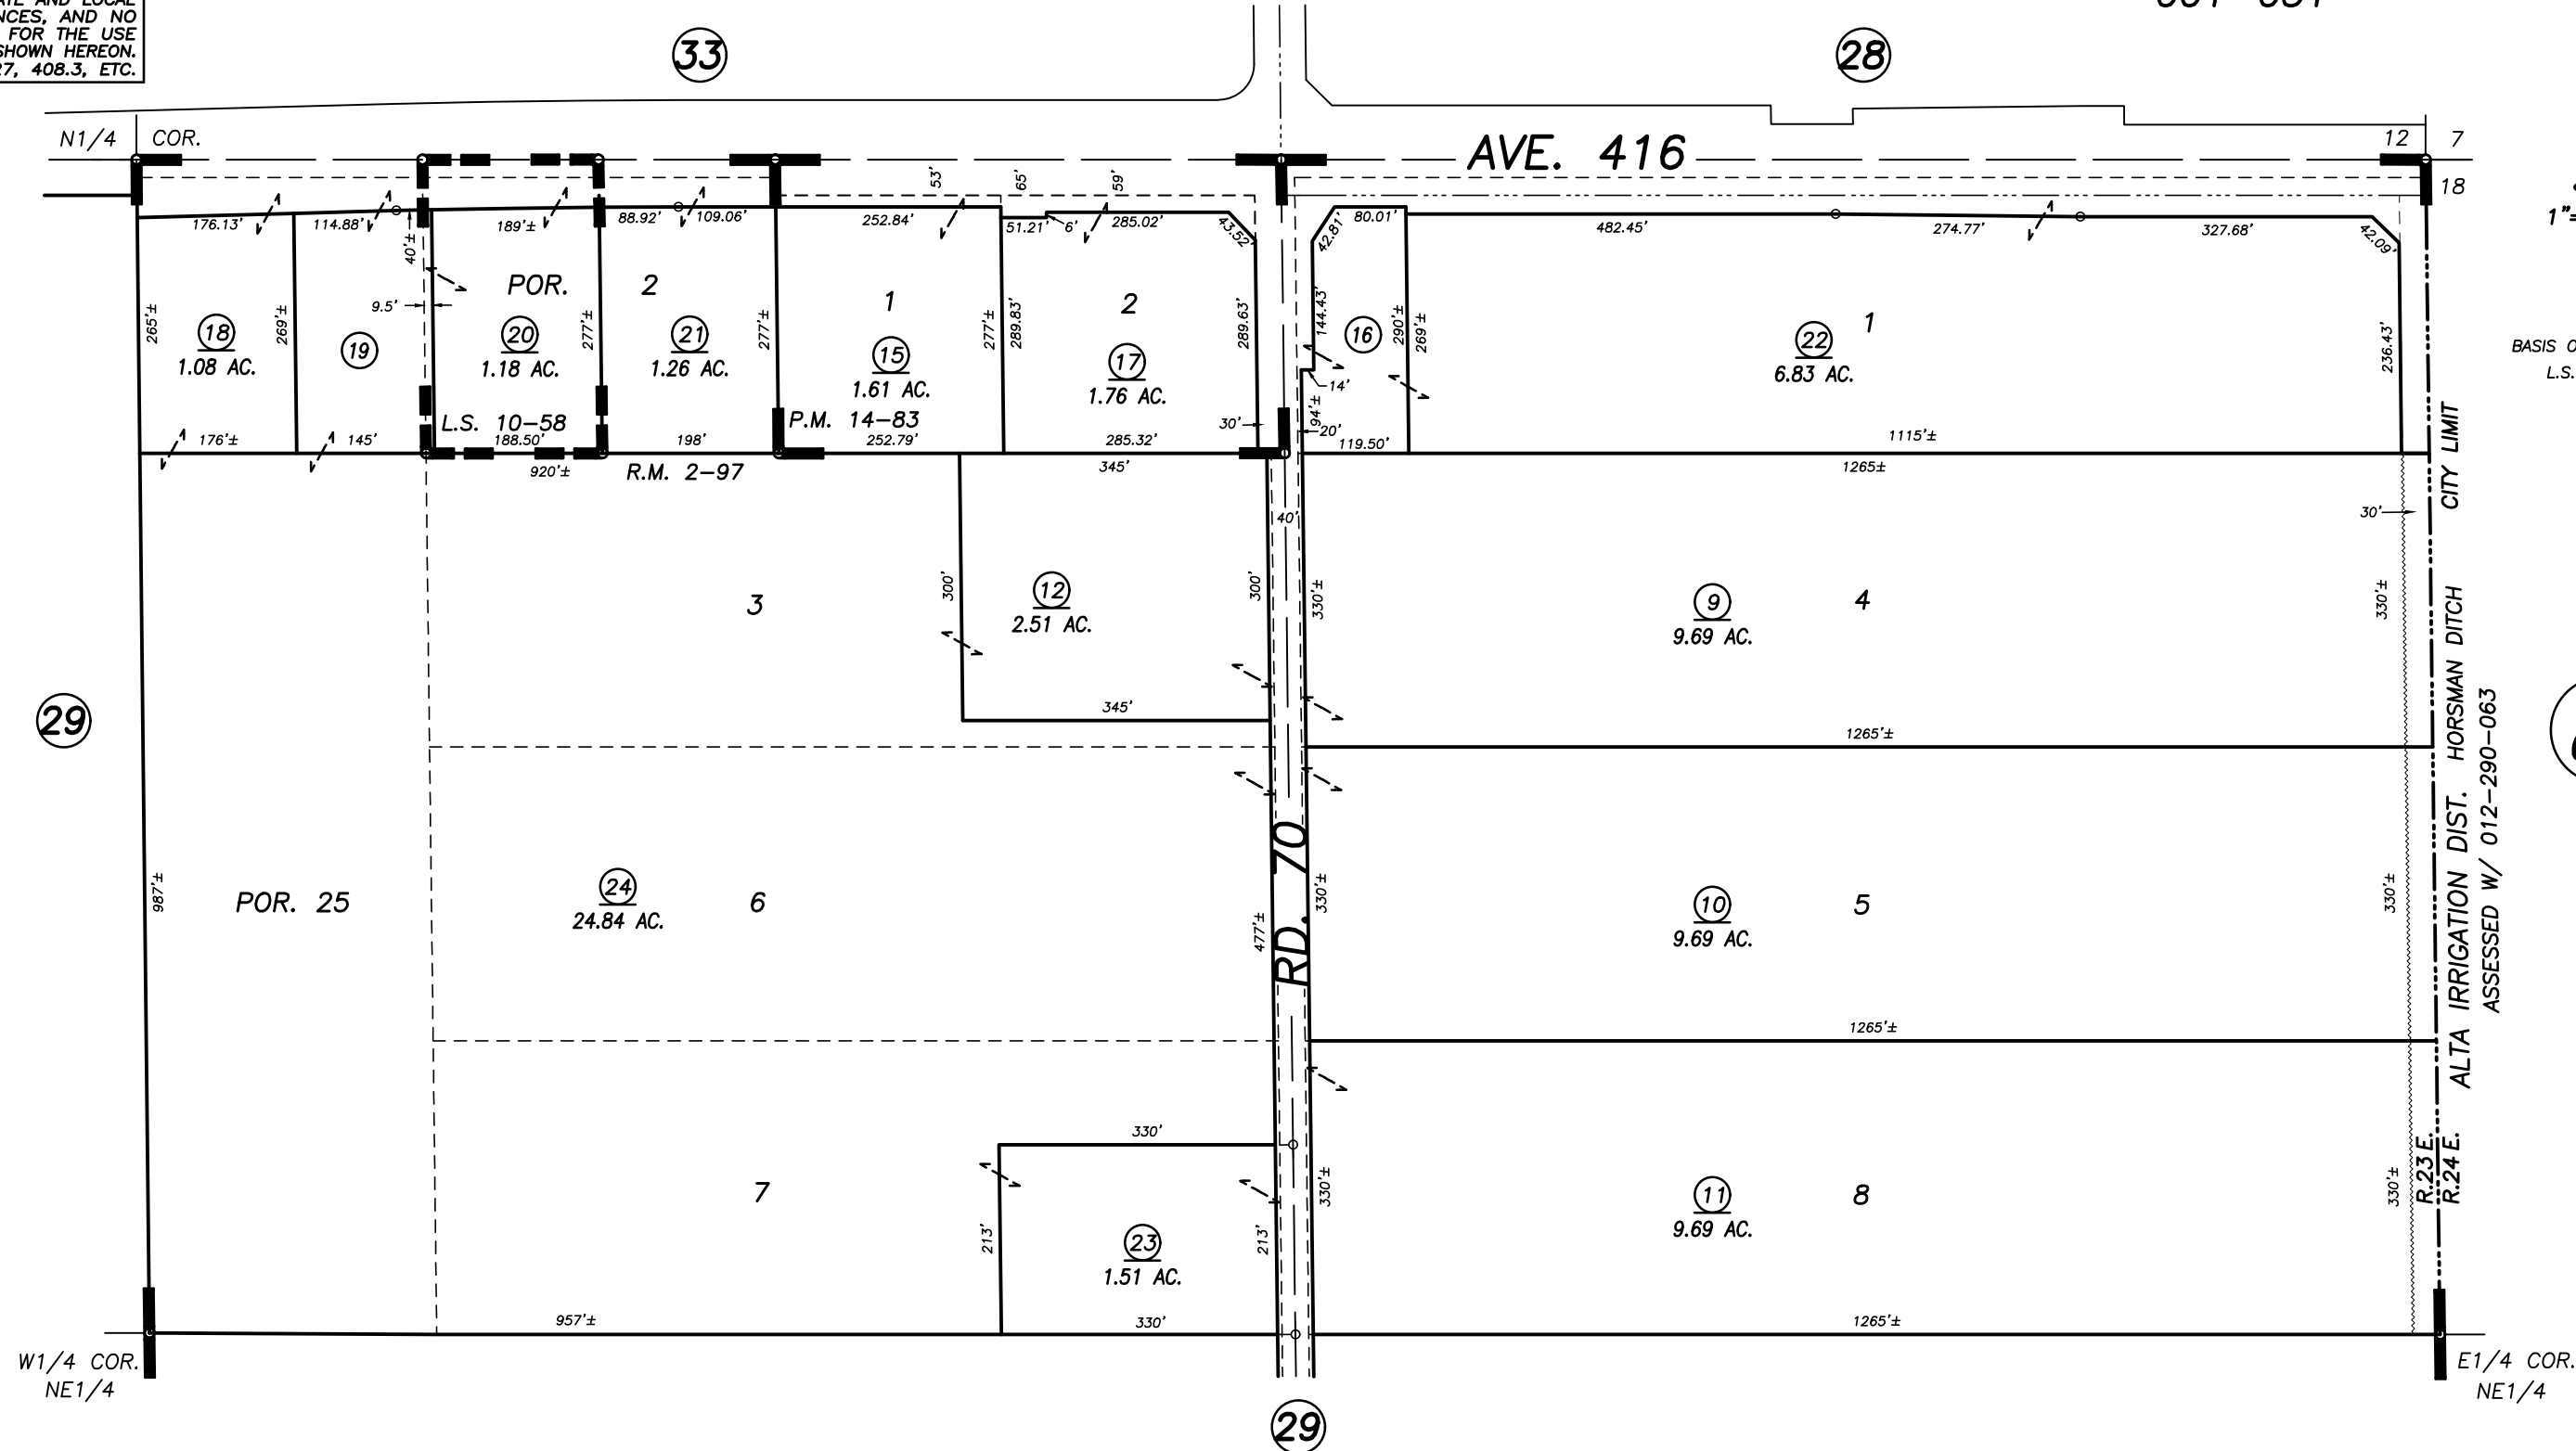 NCES, AND NO
FOR THE USE
SHOWN HEREON.
27, 408.3, ETC.
33
28
N1/4 COR.
AVE. 416
12 7
18
1"=
53'
65'
59'
176.13'
114.88'
40'±
189'±
88.92'
109.06'
252.84'
51.21'
6'
285.02'
43.52'
42.81'
80.01'
482.45'
274.77'
327.68'
42.09'
POR. 2
1
2
1
9.5'
265'±
18
1.08 AC.
269'±
19
20
1.18 AC.
277'±
21
1.26 AC.
277'±
15
1.61 AC.
277'±
289.83'
17
1.76 AC.
289.63'
144.43'
16
290'±
269'±
22
6.83 AC.
236.43'
BASIS O
L.S.
14'
94'±
20'
30'
L.S. 10-58
P.M. 14-83
176'±
145'
188.50'
198'
252.79'
285.32'
119.50'
1115'±
920'±
R.M. 2-97
345'
1265±
CITY LIMIT
40'
30'
3
300'
12
2.51 AC.
300'
330'±
9
9.69 AC.
4
330'±
345'
1265'±
29
HORSMAN DITCH
ALTA IRRIGATION DIST.
ASSESSED W/ 012-290-063
987'±
POR. 25
24
24.84 AC.
6
477'±
RD. 70
330'±
10
9.69 AC.
5
330'±
1265'±
330'
7
213'
23
1.51 AC.
213'
330'±
11
9.69 AC.
8
330'±
R.23 E.
R.24 E.
957'±
330'
1265'±
W1/4 COR.
NE1/4
E1/4 COR.
NE1/4
29